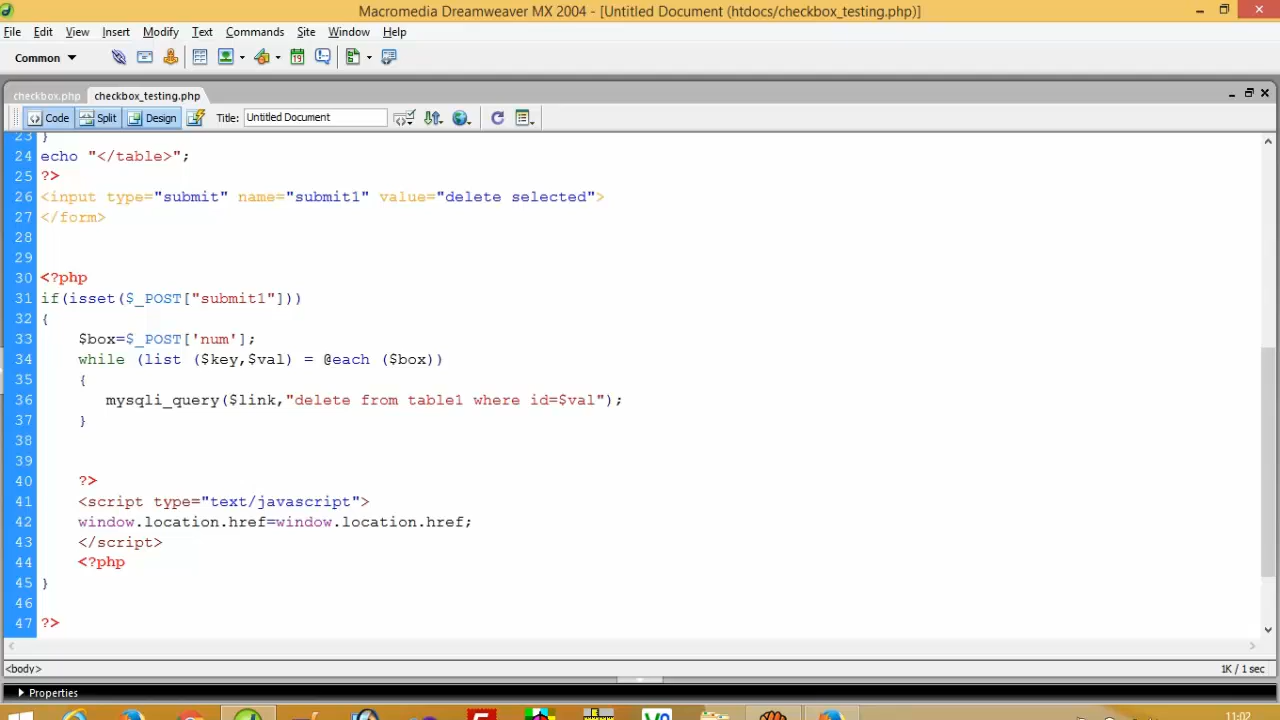 Macromedia Dreamweaver MX 2004 - [Untitled Document (htdocs/checkbox_testing.php)]
File Edit View Insert Modify Text Commands Site Window Help
Common
checkbox.php checkbox_testing.php
Code Split Design Title: Untitled Document
23 }
24 echo "</table>";
25 ?>
26 <input type="submit" name="submit1" value="delete selected">
27 </form>
28
29
30 <?php
31 if(isset($_POST["submit1"]))
32 {
33 $box=$_POST['num'];
34 while (list ($key,$val) = @each ($box))
35 {
36 mysqli_query($link,"delete from table1 where id=$val");
37 }
38
39
40 ?>
41 <script type="text/javascript">
42 window.location.href=window.location.href;
43 </script>
44 <?php
45 }
46
47 ?>
<body> 1K / 1 sec
Properties
11:02